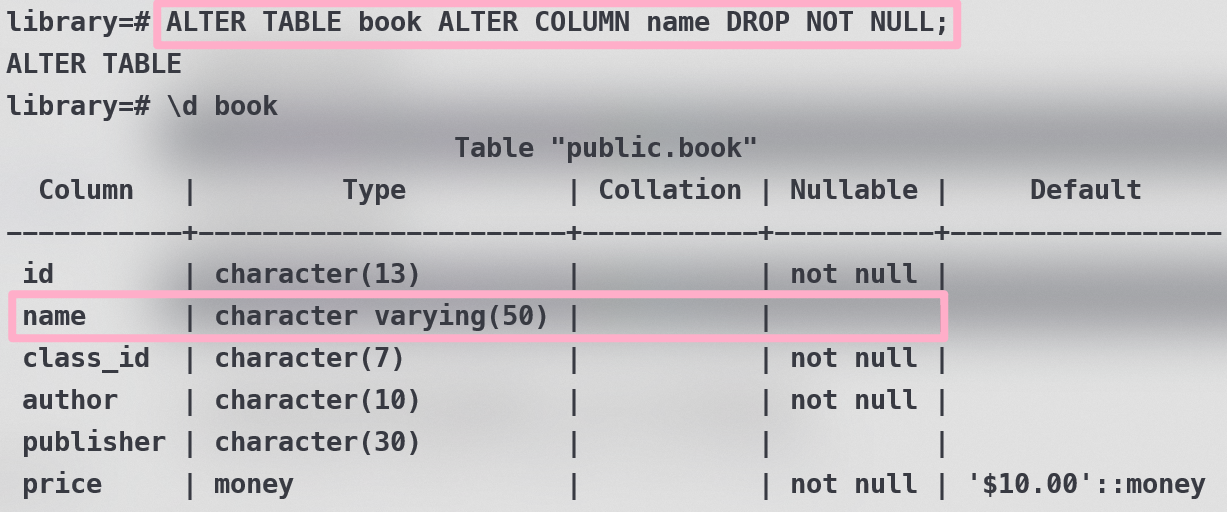 library=# ALTER TABLE book ALTER COLUMN name DROP NOT NULL;
ALTER TABLE
library=# \d book
                        Table "public.book"
  Column   |         Type          | Collation | Nullable |     Default
-----------+-----------------------+-----------+----------+-----------------
 id        | character(13)         |           | not null |
 name      | character varying(50) |           |          |
 class_id  | character(7)          |           | not null |
 author    | character(10)         |           | not null |
 publisher | character(30)         |           |          |
 price     | money                 |           | not null | '$10.00'::money